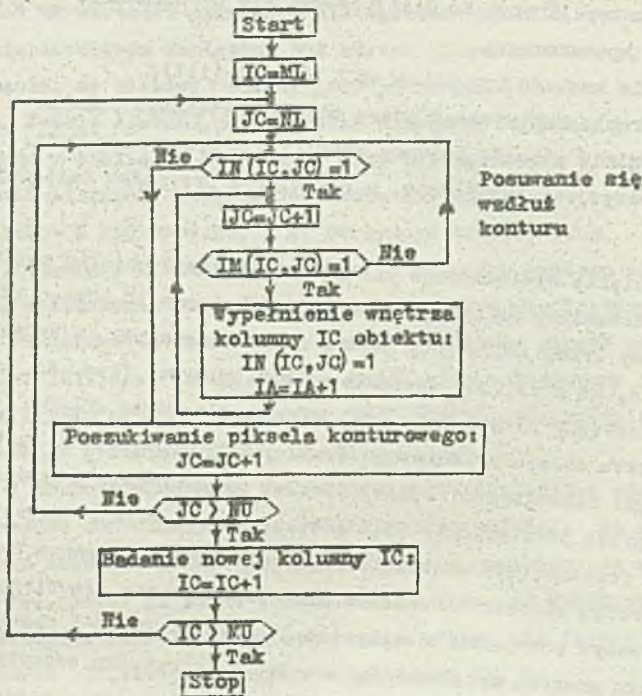 Start
IC=ML
JC=NL
Nie
IN(IC,JC)=1
Tak
JC=JC+1
Posuwanie się
wzdłuż
konturu
IM(IC,JC)=1
Nie
Tak
Wypełnienie wnętrza
kolumny IC obiektu:
IN(IC,JC)=1
IA=IA+1
Poszukiwanie piksela konturowego:
JC=JC+1
Nie
JC > NU
Tak
Badanie nowej kolumny IC:
IC=IC+1
Nie
IC > MU
Tak
Stop